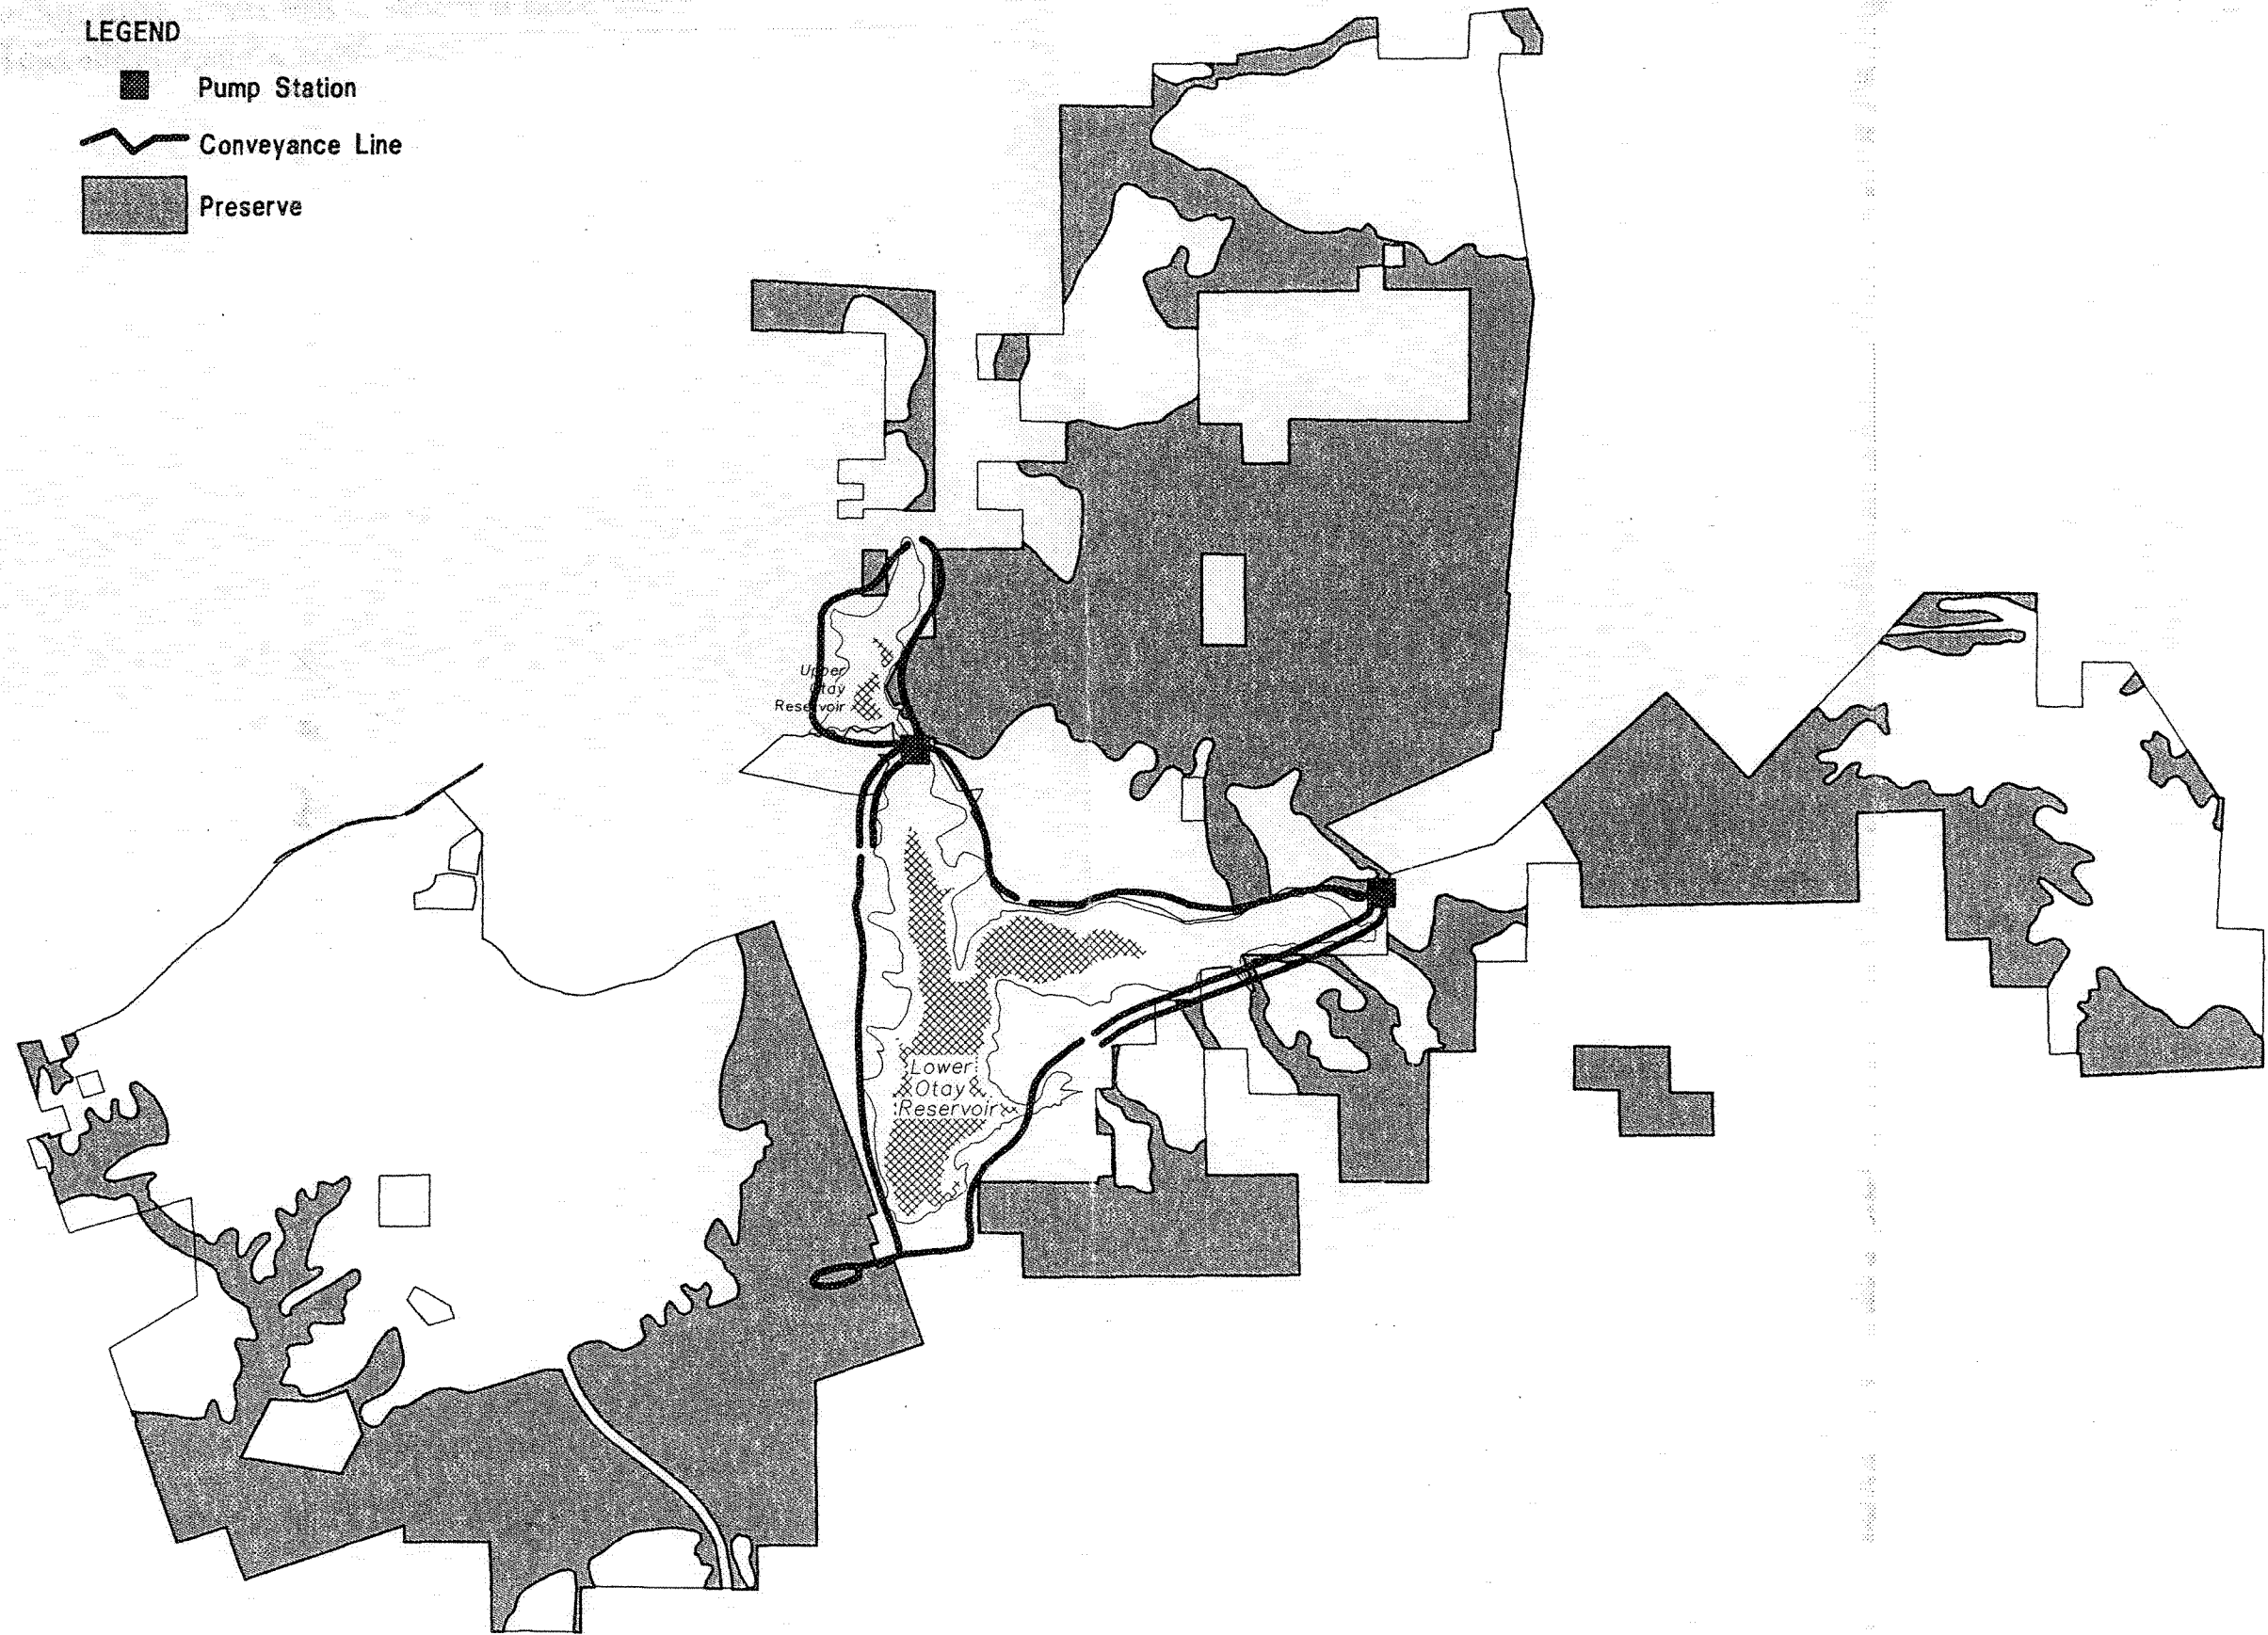 LEGEND
Pump Station
Conveyance Line
Preserve
Upper
Otay
Reservoir
Lower
Otay
Reservoir